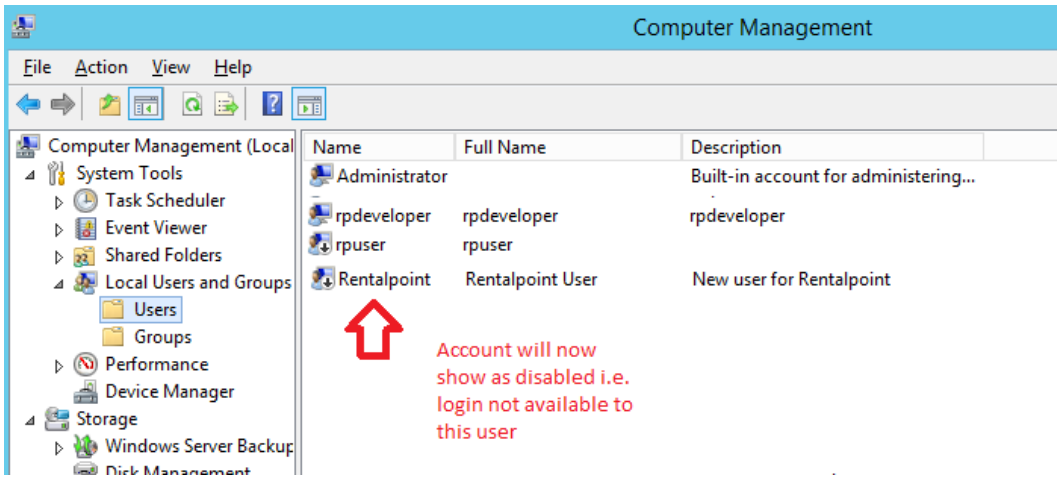 Computer Management
File Action View Help
Computer Management (Local
System Tools
Task Scheduler
Event Viewer
Shared Folders
Local Users and Groups
Users
Groups
Performance
Device Manager
Storage
Windows Server Backup
Disk Management
Name Full Name Description
Administrator Built-in account for administering...
rpdeveloper rpdeveloper rpdeveloper
rpuser rpuser
Rentalpoint Rentalpoint User New user for Rentalpoint
Account will now
show as disabled i.e.
login not available to
this user